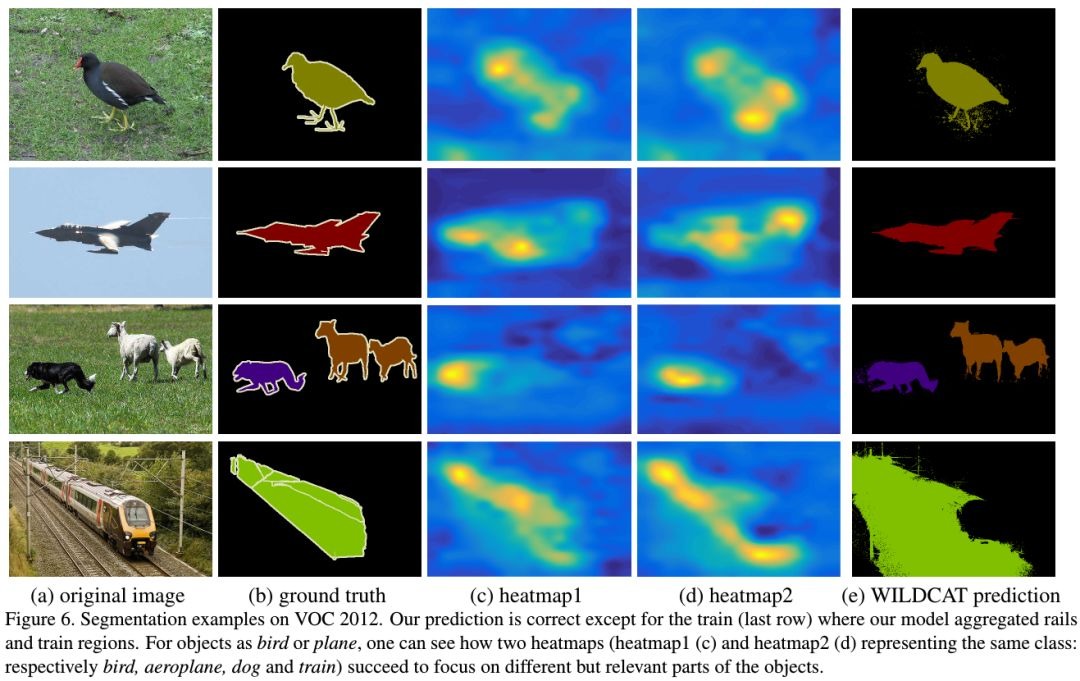 (a) original image (b) ground truth (c) heatmap1 (d) heatmap2 (e) WILDCAT prediction
Figure 6. Segmentation examples on VOC 2012. Our prediction is correct except for the train (last row) where our model aggregated rails
and train regions. For objects as bird or plane, one can see how two heatmaps (heatmap1 (c) and heatmap2 (d) representing the same class:
respectively bird, aeroplane, dog and train) succeed to focus on different but relevant parts of the objects.